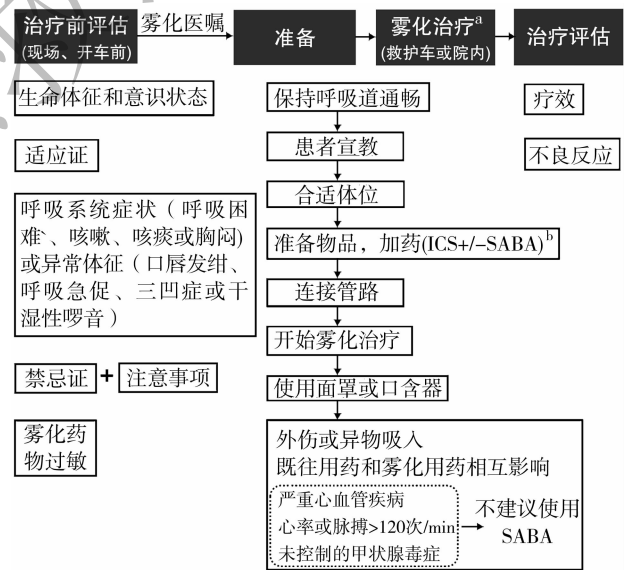 治疗前评估
(现场、开车前)
雾化医嘱
准备
雾化治疗a
(救护车或院内)
治疗评估
生命体征和意识状态
适应证
呼吸系统症状（呼吸困
难、咳嗽、咳痰或胸闷)
或异常体征（口唇发绀、
呼吸急促、三凹症或干
湿性啰音）
禁忌证
+
注意事项
雾化药
物过敏
保持呼吸道通畅
患者宣教
合适体位
准备物品，加药(ICS+/-SABA)b
连接管路
开始雾化治疗
使用面罩或口含器
外伤或异物吸入
既往用药和雾化用药相互影响
严重心血管疾病
心率或脉搏>120次/min
未控制的甲状腺毒症
不建议使用
SABA
疗效
不良反应